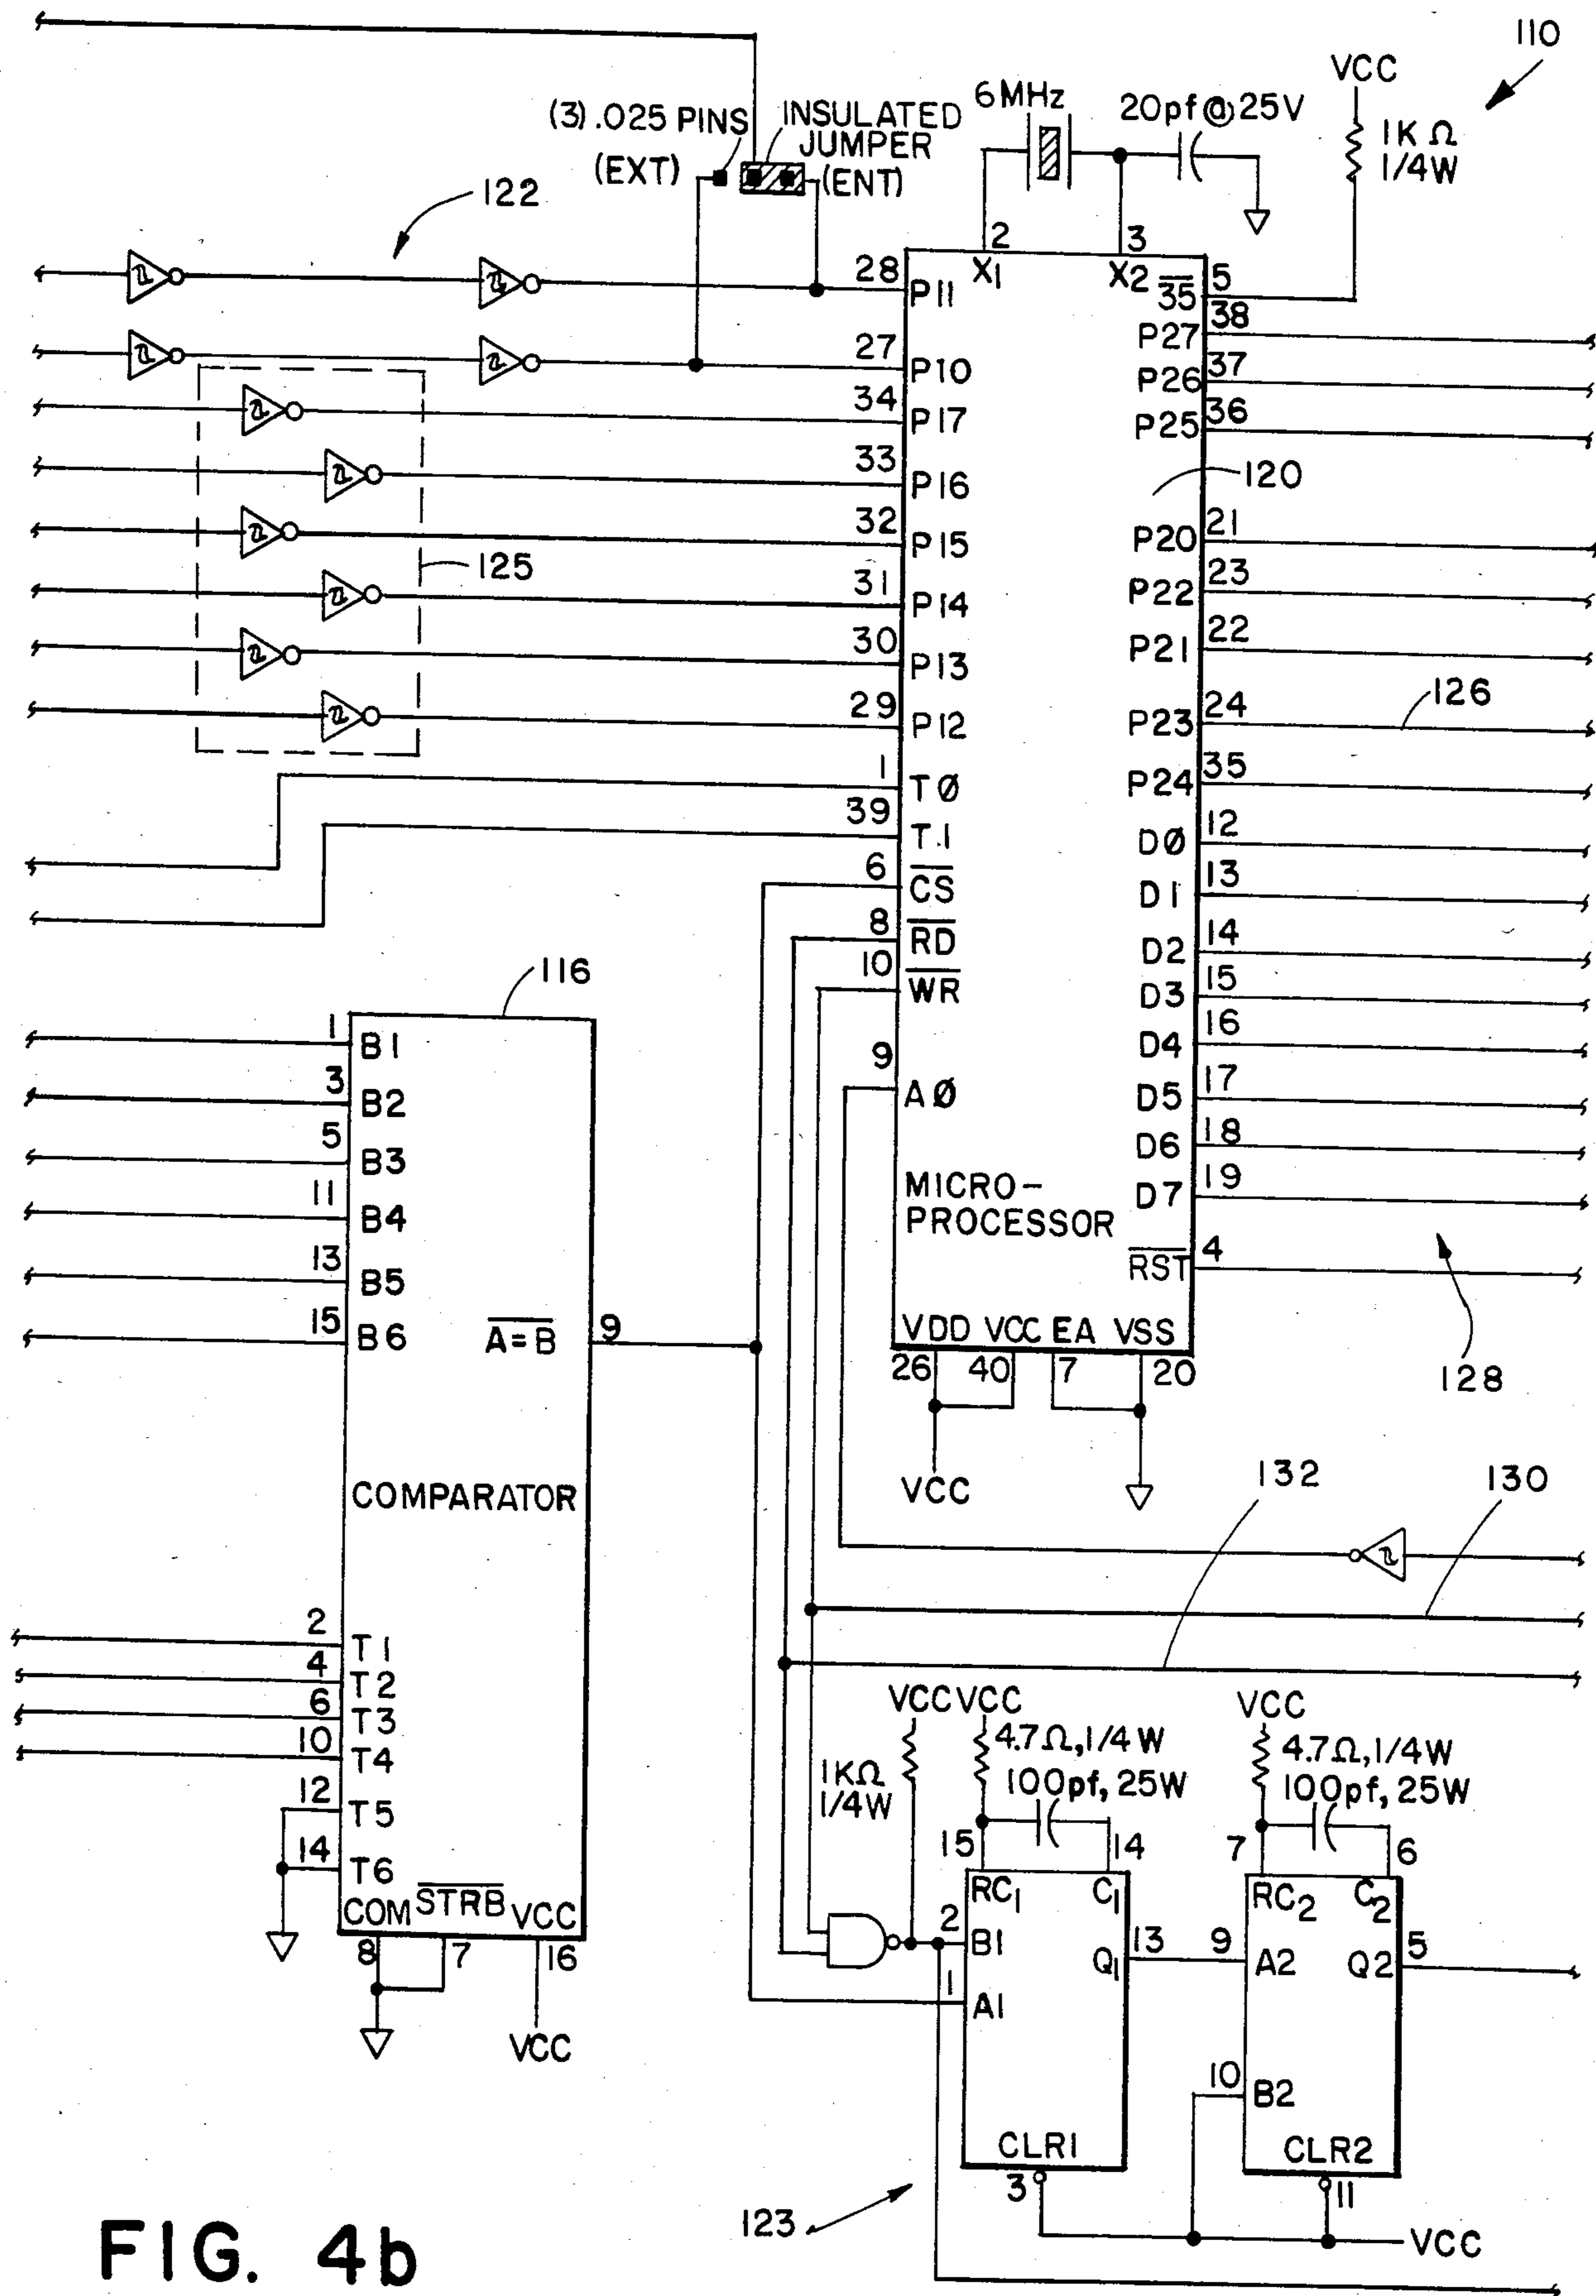 110
VCC
6MHz
20pf @ 25V
1K Ω
1/4W
(3) .025 PINS
(EXT)
INSULATED
JUMPER
(ENT)
122
2
3
X1
X2
28
P11
27
P10
34
P17
33
P16
32
P15
125
31
P14
30
P13
29
P12
1
TØ
39
T.1
6
CS
8
RD
10
WR
9
AØ
35
5
P27
38
P26
37
P25
36
120
P20
21
P22
23
P21
22
P23
24
126
P24
35
DØ
12
D1
13
D2
14
D3
15
D4
16
D5
17
D6
18
D7
19
RST
4
128
MICRO-
PROCESSOR
VDD VCC EA VSS
26 40 7 20
VCC
116
1
B1
3
B2
5
B3
11
B4
13
B5
15
B6
A=B
9
COMPARATOR
2
T1
4
T2
6
T3
10
T4
12
T5
14
T6
COM STRB VCC
8 7 16
VCC
132
130
VCC VCC
1KΩ
1/4W
4.7Ω, 1/4W
100pf, 25W
15
14
RC1
C1
2
B1
1
A1
13
Q1
CLR1
3
VCC
4.7Ω, 1/4W
100pf, 25W
7
6
RC2
C2
9
A2
5
Q2
10
B2
CLR2
11
VCC
123
FIG. 4b